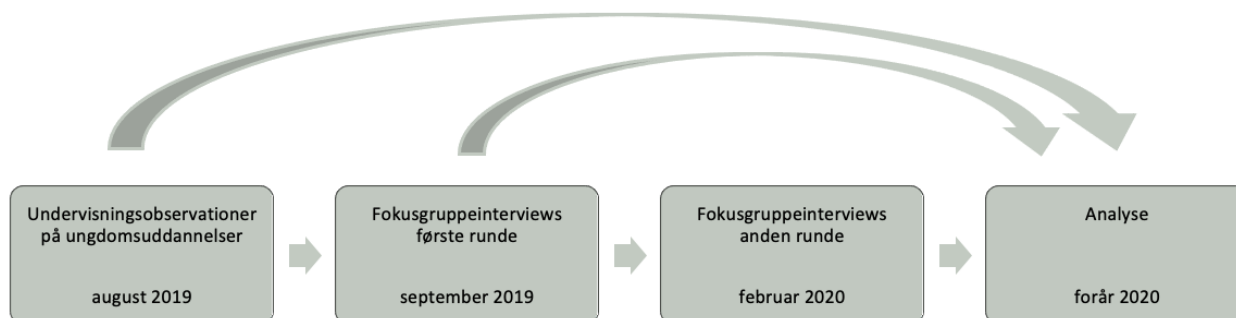 Undervisningsobservationer
på ungdomsuddannelser
august 2019
Fokusgruppeinterviews
første runde
september 2019
Fokusgruppeinterviews
anden runde
februar 2020
Analyse
forår 2020